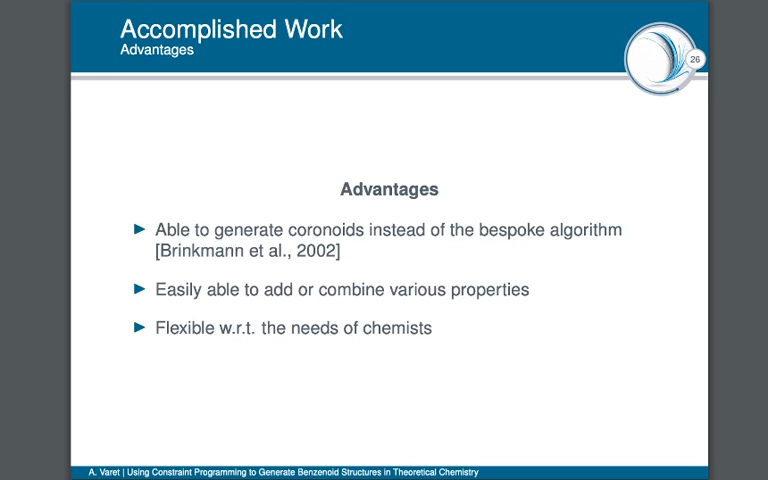 Accomplished Work
Advantages
26
Advantages
Able to generate coronoids instead of the bespoke algorithm
[Brinkmann et al., 2002]
Easily able to add or combine various properties
Flexible w.r.t. the needs of chemists
A. Varet | Using Constraint Programming to Generate Benzenoid Structures in Theoretical Chemistry